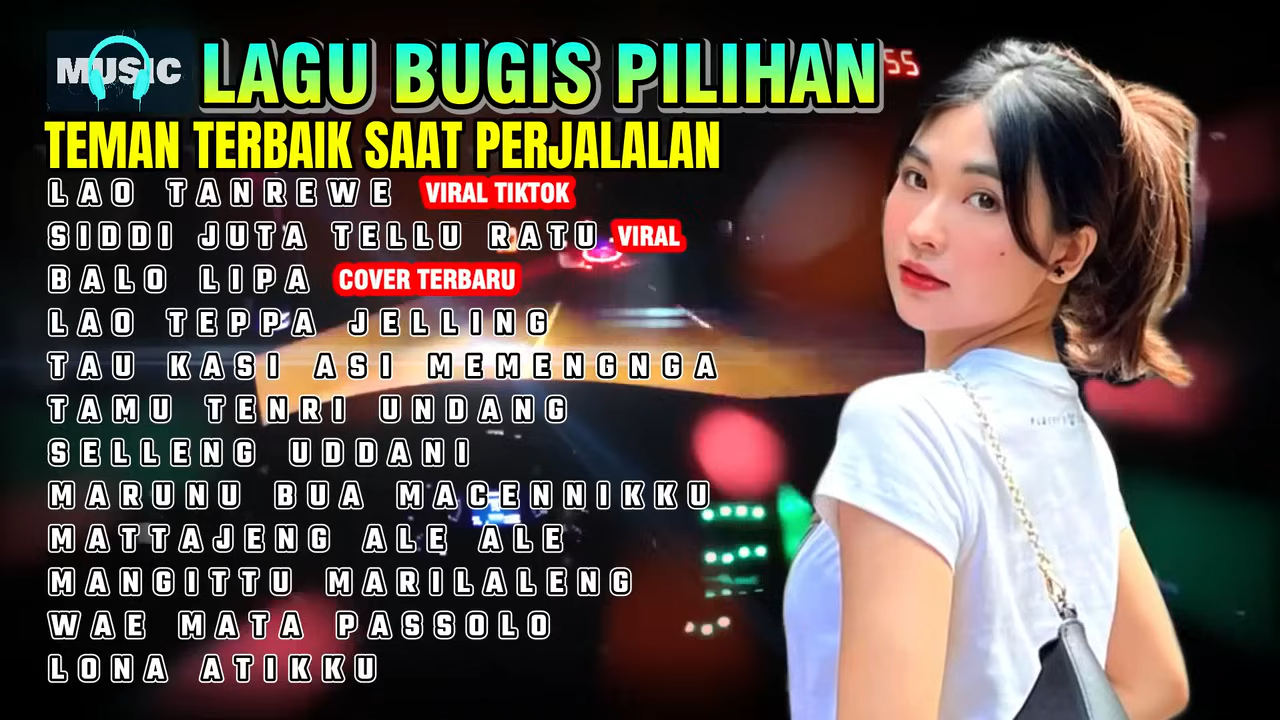 MUSIC
LAGU BUGIS PILIHAN
55
TEMAN TERBAIK SAAT PERJALALAN
LAO TANREWE VIRAL TIKTOK
SIDDI JUTA TELLU RATU VIRAL
BALO LIPA COVER TERBARU
LAO TEPPA JELLING
TAU KASI ASI MEMENGNGA
TAMU TENRI UNDANG
SELLENG UDDANI
MARUNU BUA MACENNIKKU
MATTAJENG ALE ALE
MANGITTU MARILALENG
WAE MATA PASSOLO
LONA ATIKKU